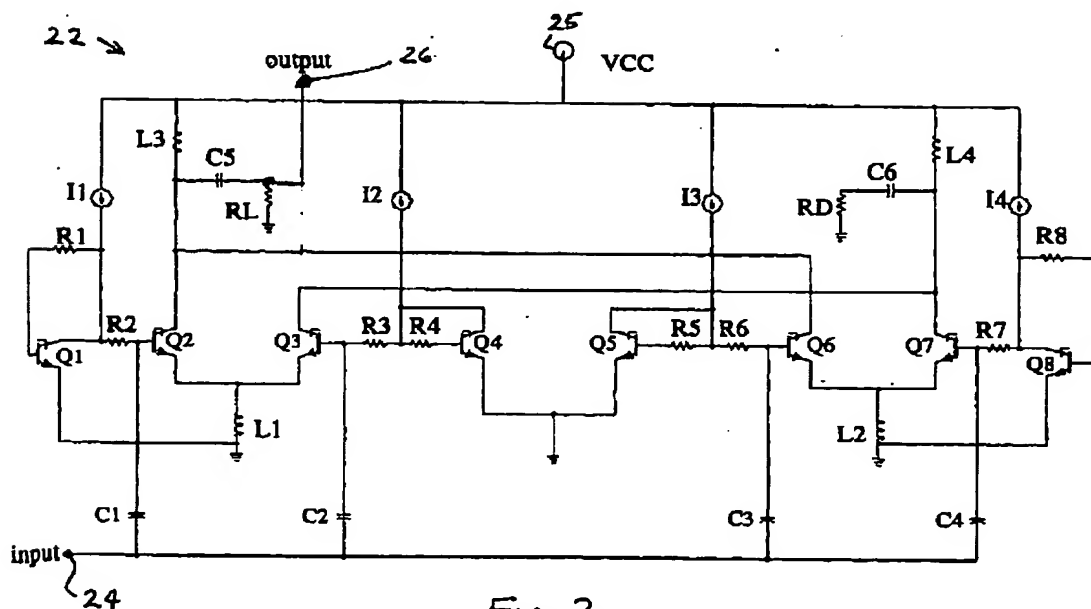 22
25
output
26
VCC
L3
C5
RL
I1
I2
I3
RD
C6
L4
I4
R1
R8
R2
Q2
Q3
R3
R4
Q4
Q5
R5
R6
Q6
Q7
R7
Q1
Q8
L1
L2
C1
C2
C3
C4
input
24